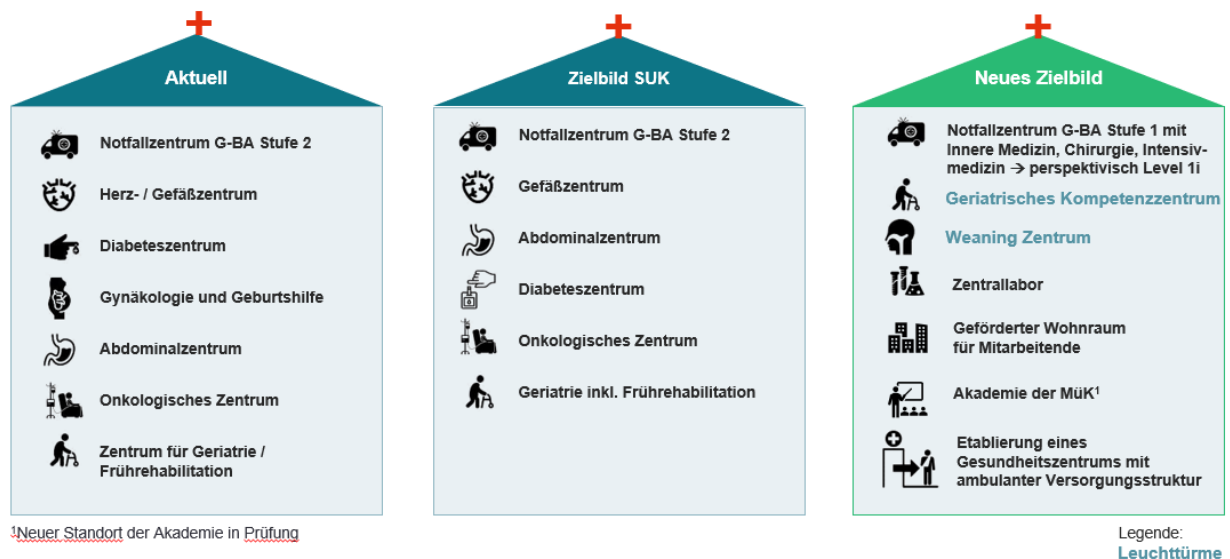 Aktuell
Notfallzentrum G-BA Stufe 2
Herz- / Gefäßzentrum
Diabeteszentrum
Gynäkologie und Geburtshilfe
Abdominalzentrum
Onkologisches Zentrum
Zentrum für Geriatrie /
Frührehabilitation
Zielbild SUK
Notfallzentrum G-BA Stufe 2
Gefäßzentrum
Abdominalzentrum
Diabeteszentrum
Onkologisches Zentrum
Geriatrie inkl. Frührehabilitation
Neues Zielbild
Notfallzentrum G-BA Stufe 1 mit
Innere Medizin, Chirurgie, Intensiv-
medizin → perspektivisch Level 1i
Geriatrisches Kompetenzzentrum
Weaning Zentrum
Zentrallabor
Geförderter Wohnraum
für Mitarbeitende
Akademie der MüK¹
Etablierung eines
Gesundheitszentrums mit
ambulanter Versorgungsstruktur
¹Neuer Standort der Akademie in Prüfung
Legende:
Leuchttürme